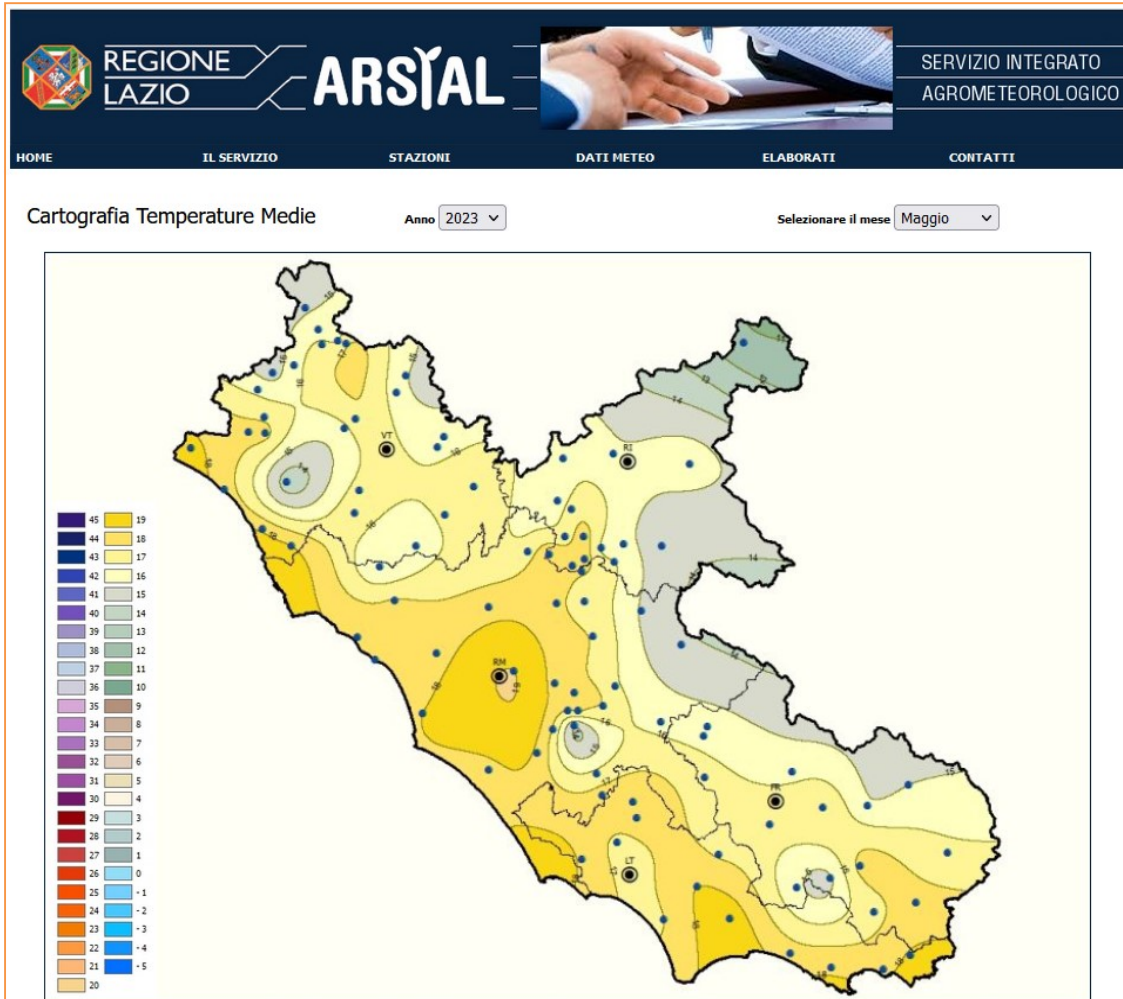 REGIONE
LAZIO
ARSIAL
SERVIZIO INTEGRATO
AGROMETEOROLOGICO
HOME IL SERVIZIO STAZIONI DATI METEO ELABORATI CONTATTI
Cartografia Temperature Medie Anno 2023 Selezionare il mese Maggio
VT
RI
RM
FR
LT
45 19
44 18
43 17
42 16
41 15
40 14
39 13
38 12
37 11
36 10
35 9
34 8
33 7
32 6
31 5
30 4
29 3
28 2
27 1
26 0
25 - 1
24 - 2
23 - 3
22 - 4
21 - 5
20